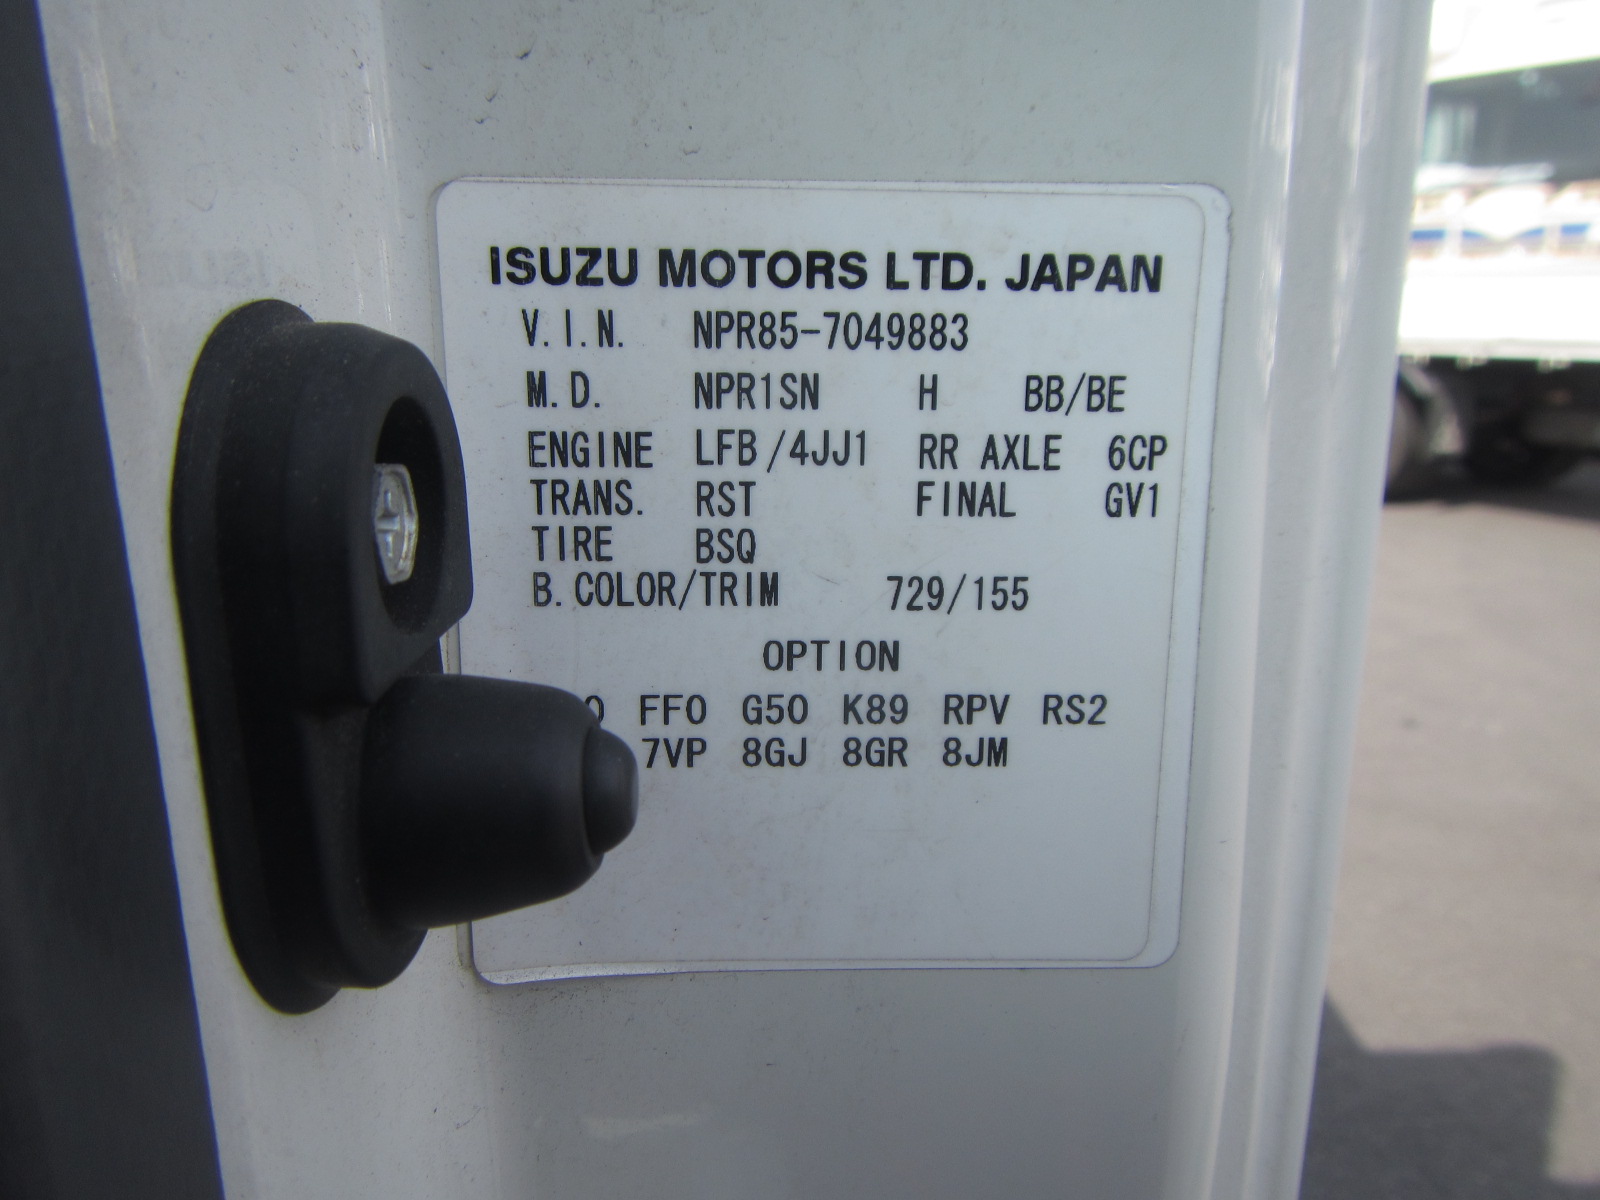 ISUZU MOTORS LTD. JAPAN
V.I.N. NPR85-7049883
M.D. NPR1SN H BB/BE
ENGINE LFB/4JJ1 RR AXLE 6CP
TRANS. RST FINAL GV1
TIRE BSQ
B.COLOR/TRIM 729/155
OPTION
FF0 G50 K89 RPV RS2
7VP 8GJ 8GR 8JM